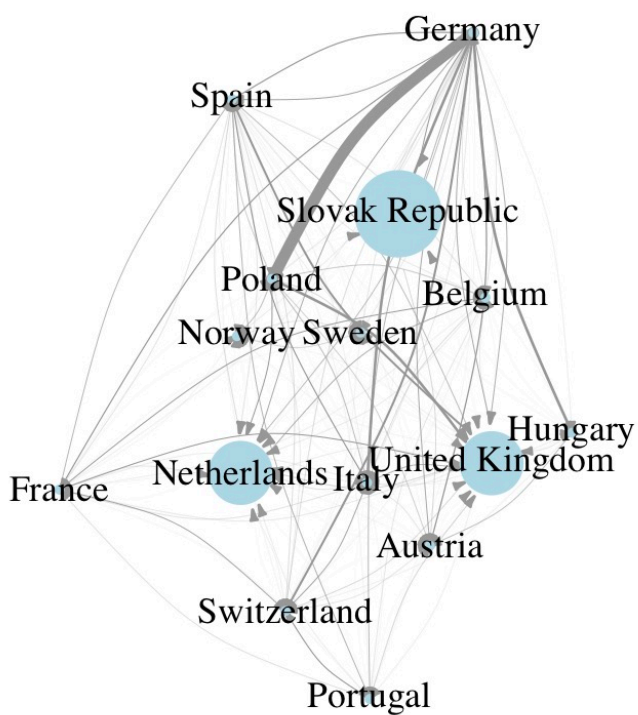 Germany
Spain
Slovak Republic
Poland
Belgium
Norway Sweden
Hungary
United Kingdom
Netherlands
Italy
France
Austria
Switzerland
Portugal